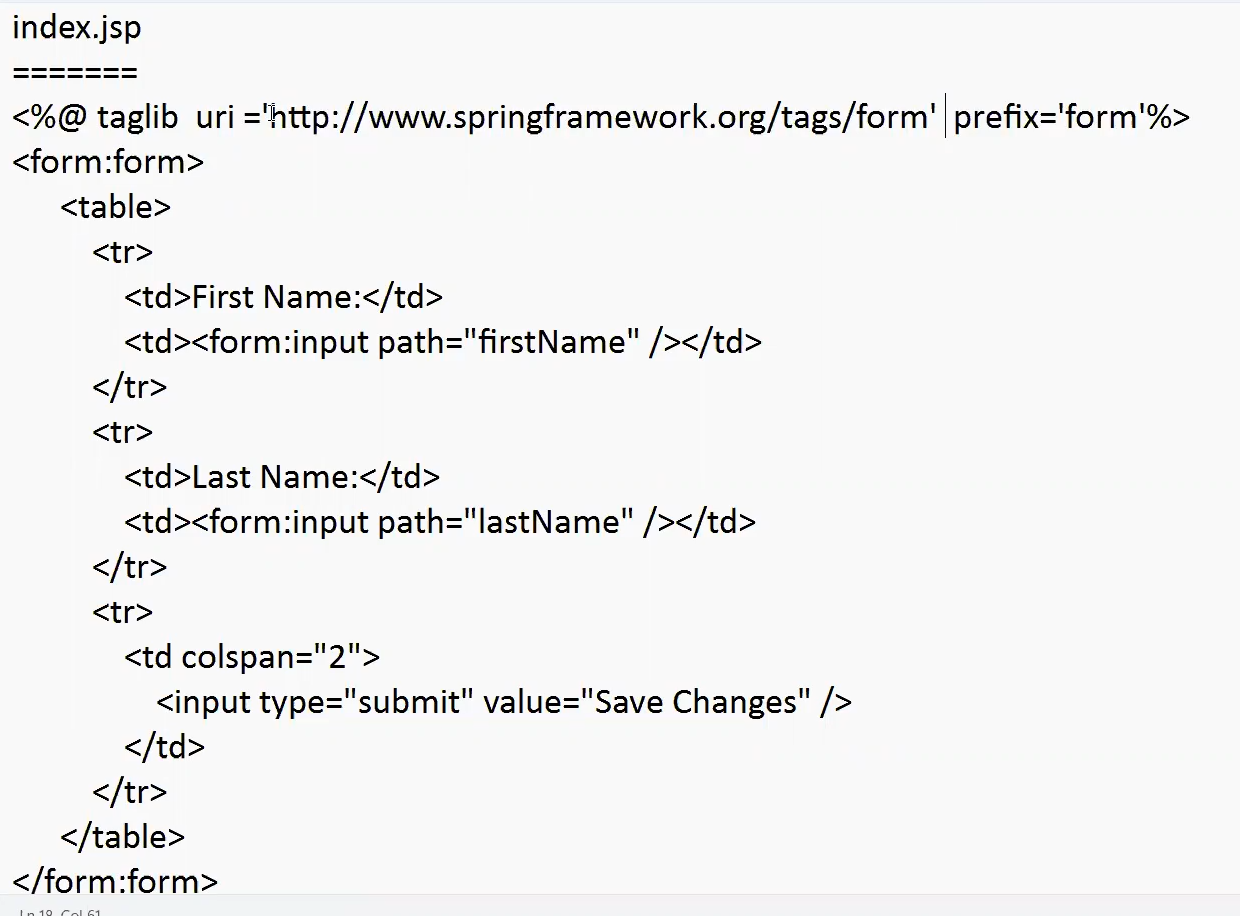 index.jsp
=======
<%@ taglib  uri ='http://www.springframework.org/tags/form' prefix='form'%>
<form:form>
      <table>
          <tr>
              <td>First Name:</td>
              <td><form:input path="firstName" /></td>
          </tr>
          <tr>
              <td>Last Name:</td>
              <td><form:input path="lastName" /></td>
          </tr>
          <tr>
              <td colspan="2">
                  <input type="submit" value="Save Changes" />
              </td>
          </tr>
      </table>
</form:form>
Ln 18, Col 61